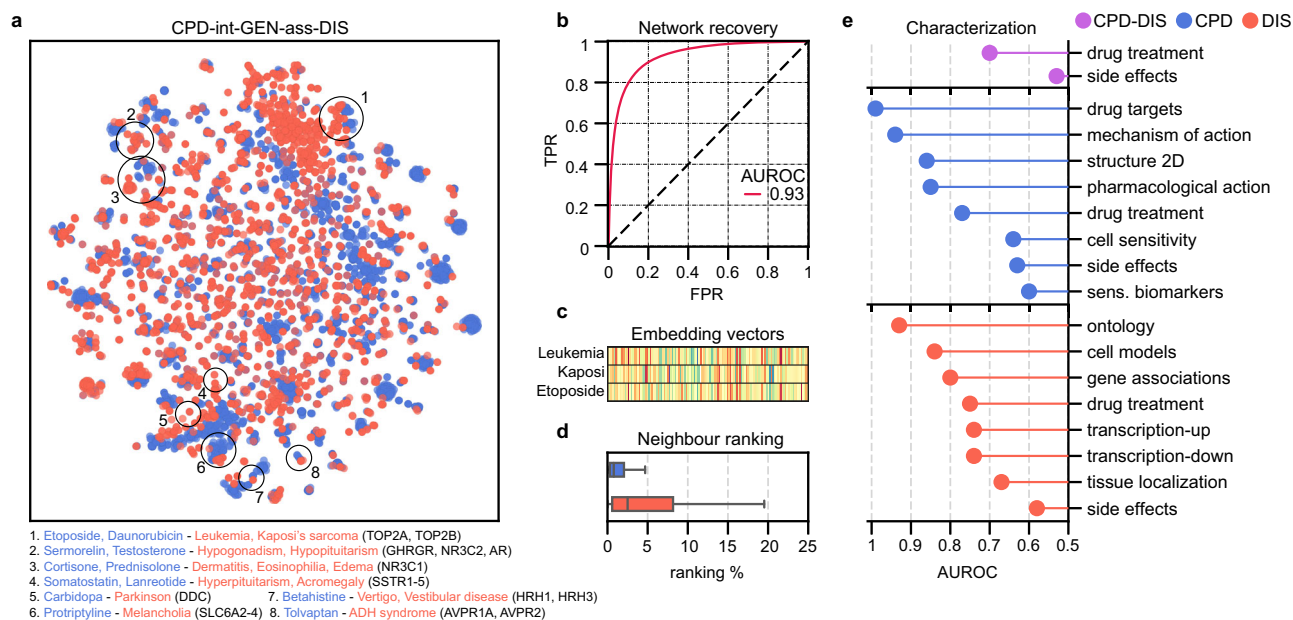 a
CPD-int-GEN-ass-DIS
1
2
3
4
5
6
7
8
1. Etoposide, Daunorubicin - Leukemia, Kaposi's sarcoma (TOP2A, TOP2B)
2. Sermorelin, Testosterone - Hypogonadism, Hypopituitarism (GHRGR, NR3C2, AR)
3. Cortisone, Prednisolone - Dermatitis, Eosinophilia, Edema (NR3C1)
4. Somatostatin, Lanreotide - Hyperpituitarism, Acromegaly (SSTR1-5)
5. Carbidopa - Parkinson (DDC) 7. Betahistine - Vertigo, Vestibular disease (HRH1, HRH3)
6. Protriptyline - Melancholia (SLC6A2-4) 8. Tolvaptan - ADH syndrome (AVPR1A, AVPR2)
b
Network recovery
1
0.8
0.6
0.4
0.2
0
TPR
AUROC
0.93
0 0.2 0.4 0.6 0.8 1
FPR
c
Embedding vectors
Leukemia
Kaposi
Etoposide
d
Neighbour ranking
0 5 10 15 20 25
ranking %
e
CPD-DIS CPD DIS
Characterization
drug treatment
side effects
drug targets
mechanism of action
structure 2D
pharmacological action
drug treatment
cell sensitivity
side effects
sens. biomarkers
ontology
cell models
gene associations
drug treatment
transcription-up
transcription-down
tissue localization
side effects
1 0.9 0.8 0.7 0.6 0.5
AUROC